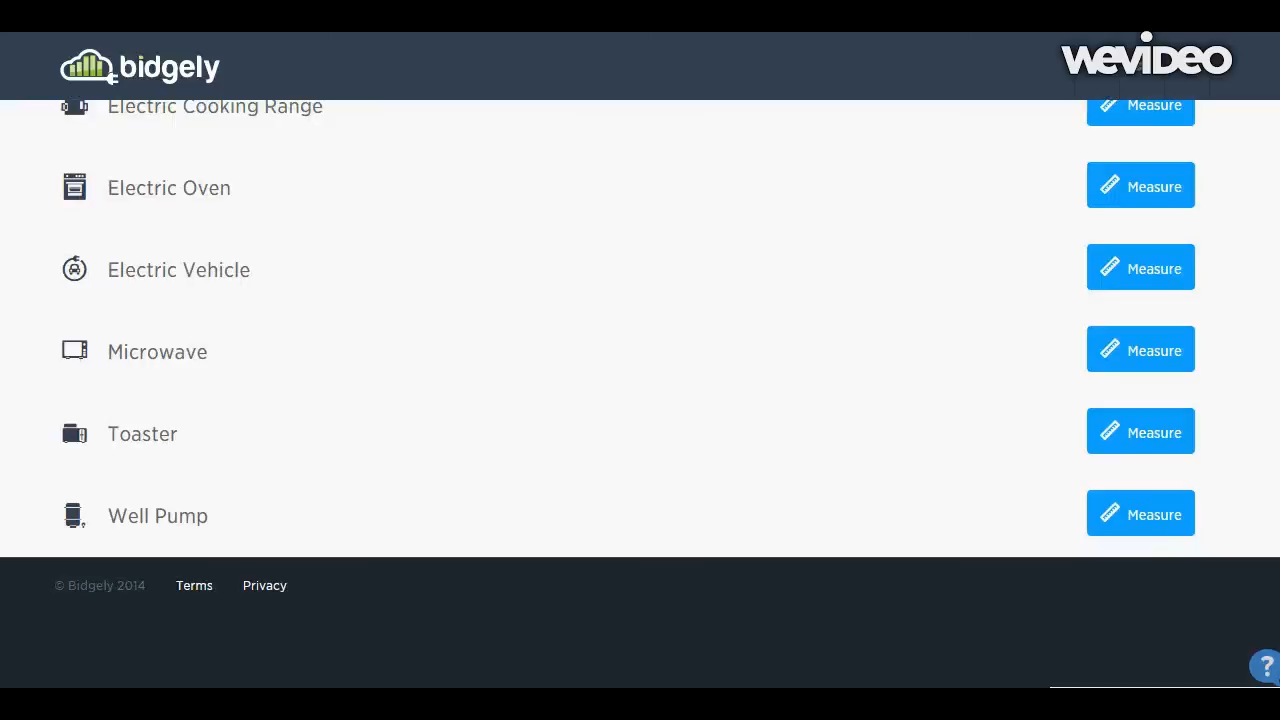 bidgely
WEVIDEO
Electric Cooking Range
Measure
Electric Oven
Measure
Electric Vehicle
Measure
Microwave
Measure
Toaster
Measure
Well Pump
Measure
© Bidgely 2014 Terms Privacy
?